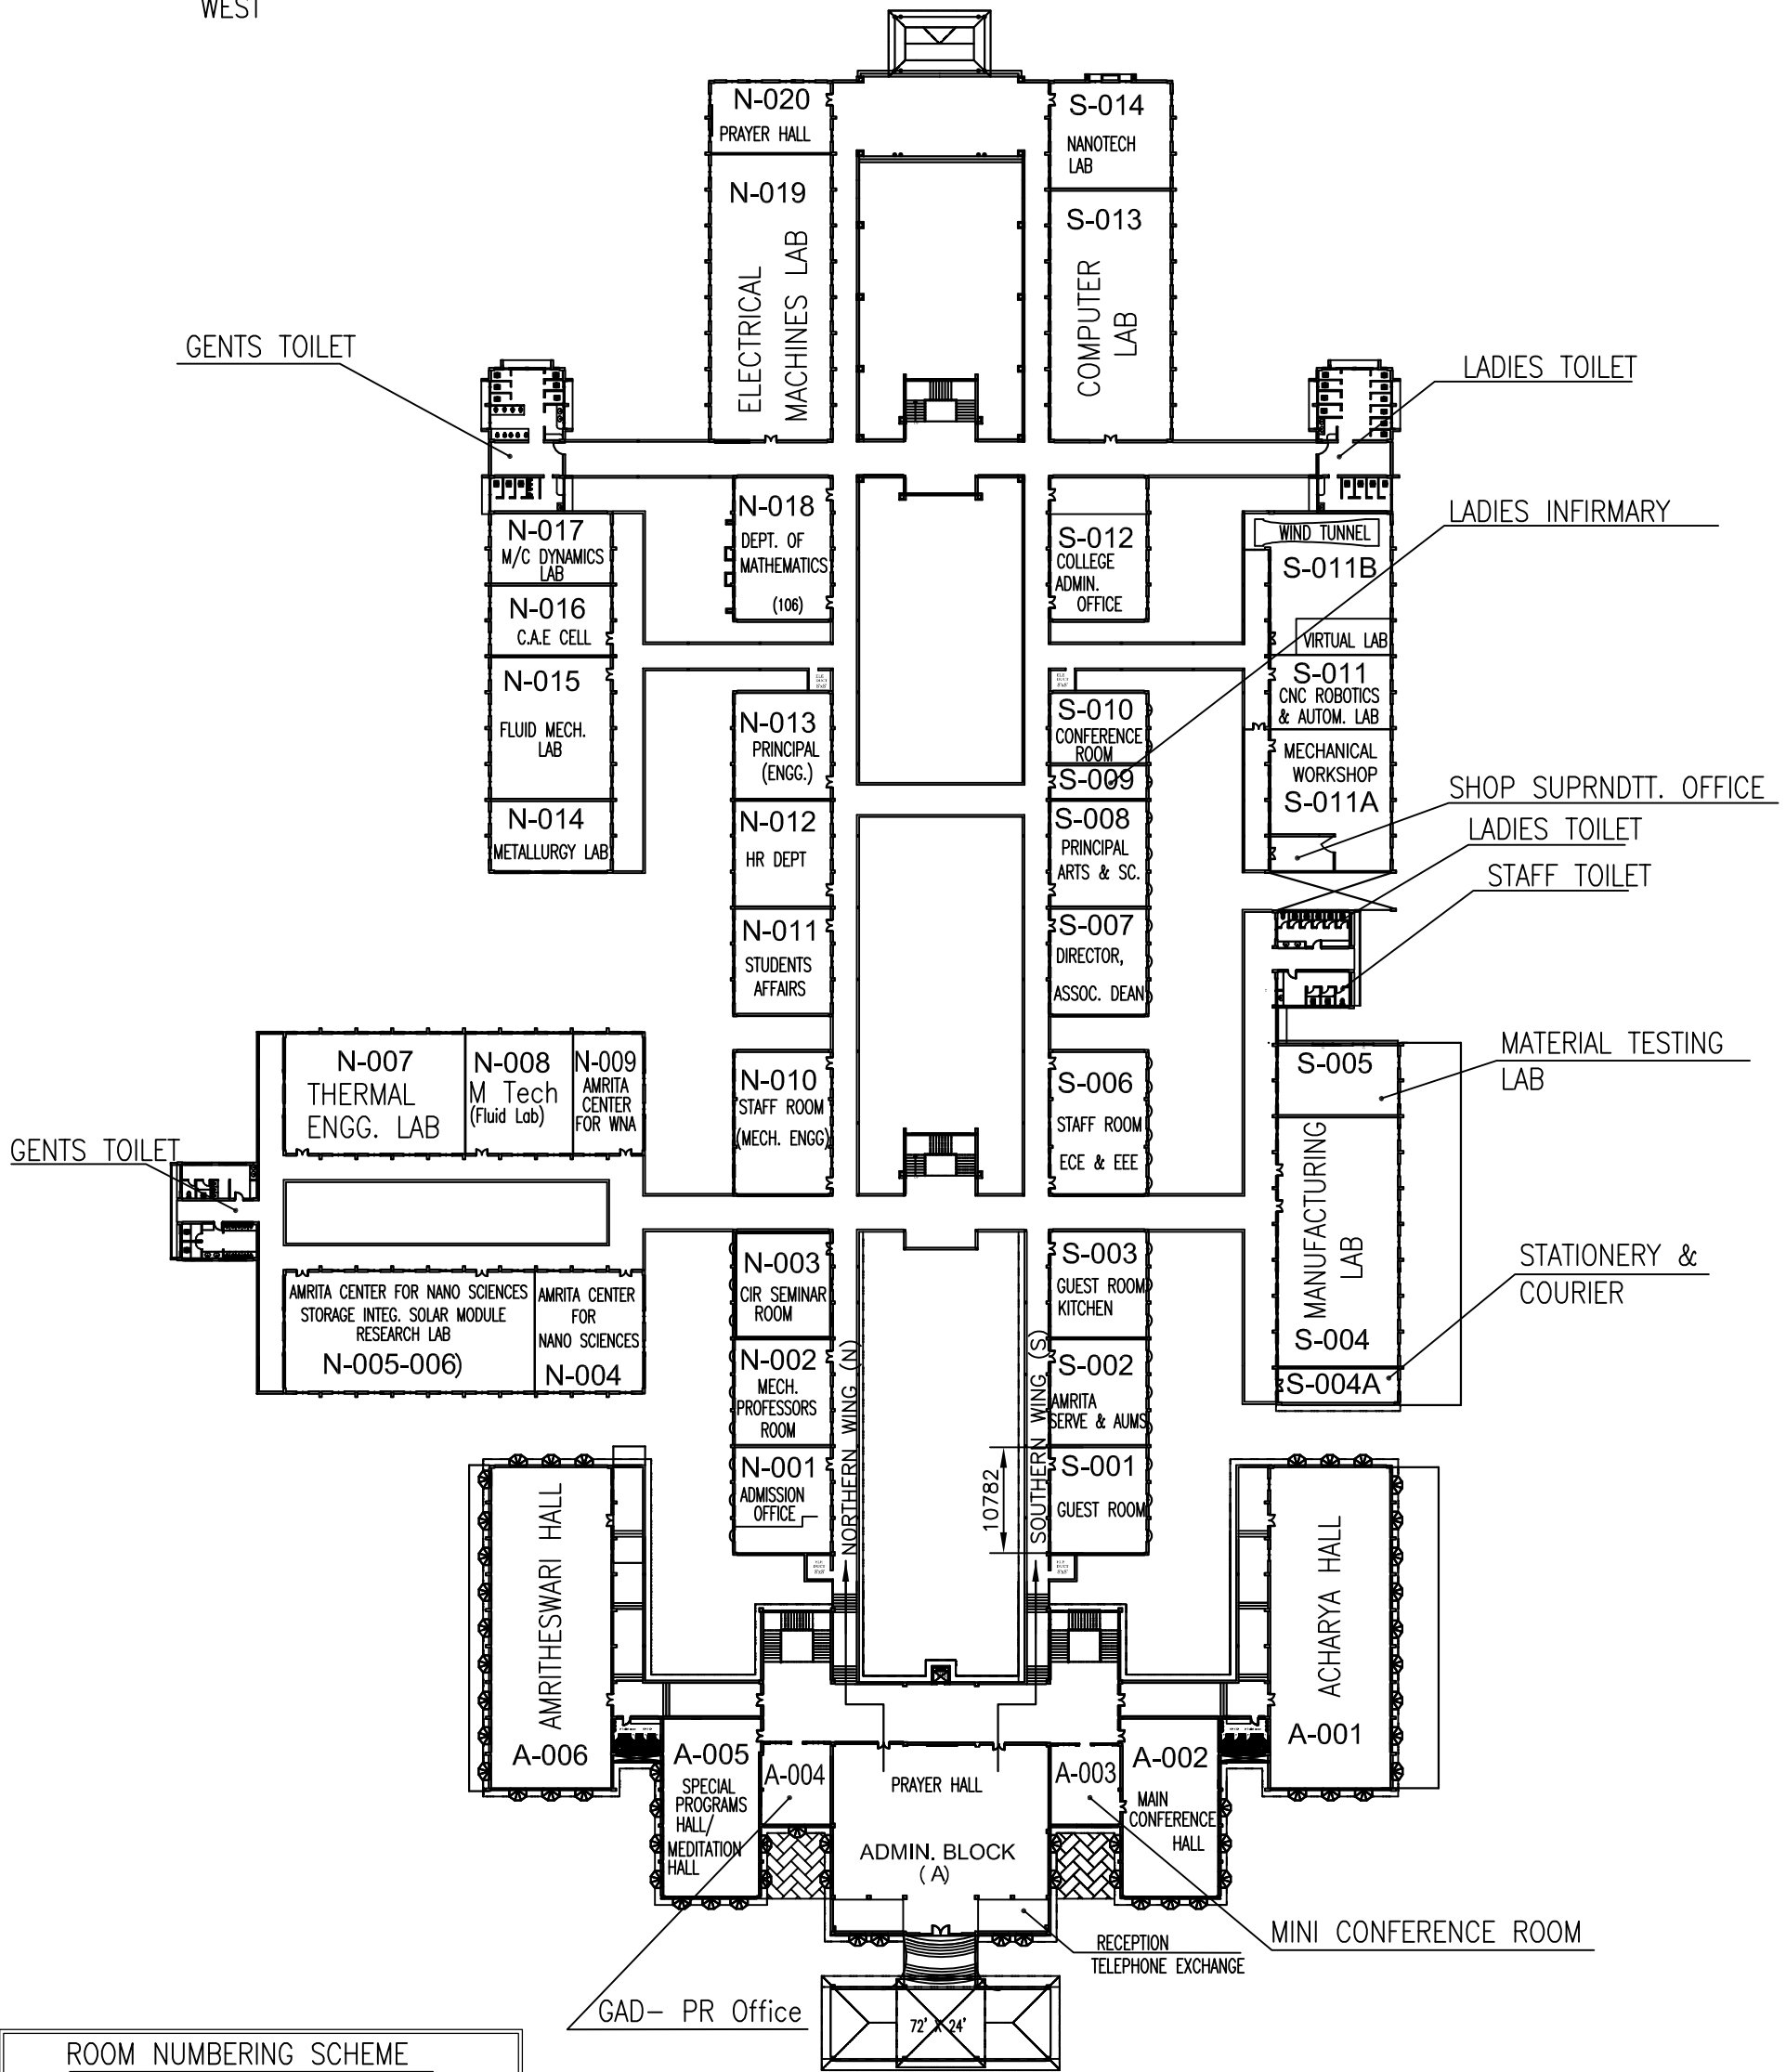 WEST
N-020
PRAYER HALL
S-014
NANOTECH
LAB
N-019
ELECTRICAL
MACHINES LAB
S-013
COMPUTER
LAB
GENTS TOILET
LADIES TOILET
LADIES INFIRMARY
N-018
DEPT. OF
MATHEMATICS
(106)
S-012
COLLEGE
ADMIN.
OFFICE
N-017
M/C DYNAMICS
LAB
N-016
C.A.E CELL
N-015
FLUID MECH.
LAB
N-014
METALLURGY LAB
WIND TUNNEL
S-011B
VIRTUAL LAB
S-011
CNC ROBOTICS
& AUTOM. LAB
MECHANICAL
WORKSHOP
S-011A
N-013
PRINCIPAL
(ENGG.)
S-010
CONFERENCE
ROOM
S-009
N-012
HR DEPT
S-008
PRINCIPAL
ARTS & SC.
N-011
STUDENTS
AFFAIRS
S-007
DIRECTOR,
ASSOC. DEAN
SHOP SUPRNDTT. OFFICE
LADIES TOILET
STAFF TOILET
N-007
THERMAL
ENGG. LAB
N-008
M Tech
(Fluid Lab)
N-009
AMRITA
CENTER
FOR WNA
N-010
STAFF ROOM
(MECH. ENGG)
S-006
STAFF ROOM
ECE & EEE
S-005
MATERIAL TESTING
LAB
GENTS TOILET
MANUFACTURING
LAB
S-004
S-004A
STATIONERY &
COURIER
AMRITA CENTER FOR NANO SCIENCES
STORAGE INTEG. SOLAR MODULE
RESEARCH LAB
N-005-006)
AMRITA CENTER
FOR
NANO SCIENCES
N-004
N-003
CIR SEMINAR
ROOM
S-003
GUEST ROOM
KITCHEN
N-002
MECH.
PROFESSORS
ROOM
S-002
AMRITA
SERVE & AUMS
N-001
ADMISSION
OFFICE
S-001
GUEST ROOM
NORTHERN WING (N)
SOUTHERN WING (S)
10782
AMRITHESWARI HALL
A-006
ACHARYA HALL
A-001
A-005
SPECIAL
PROGRAMS
HALL/
MEDITATION
HALL
A-004
PRAYER HALL
A-003
A-002
MAIN
CONFERENCE
HALL
ADMIN. BLOCK
( A)
RECEPTION
TELEPHONE EXCHANGE
MINI CONFERENCE ROOM
GAD- PR Office
72' X 24'
ROOM NUMBERING SCHEME